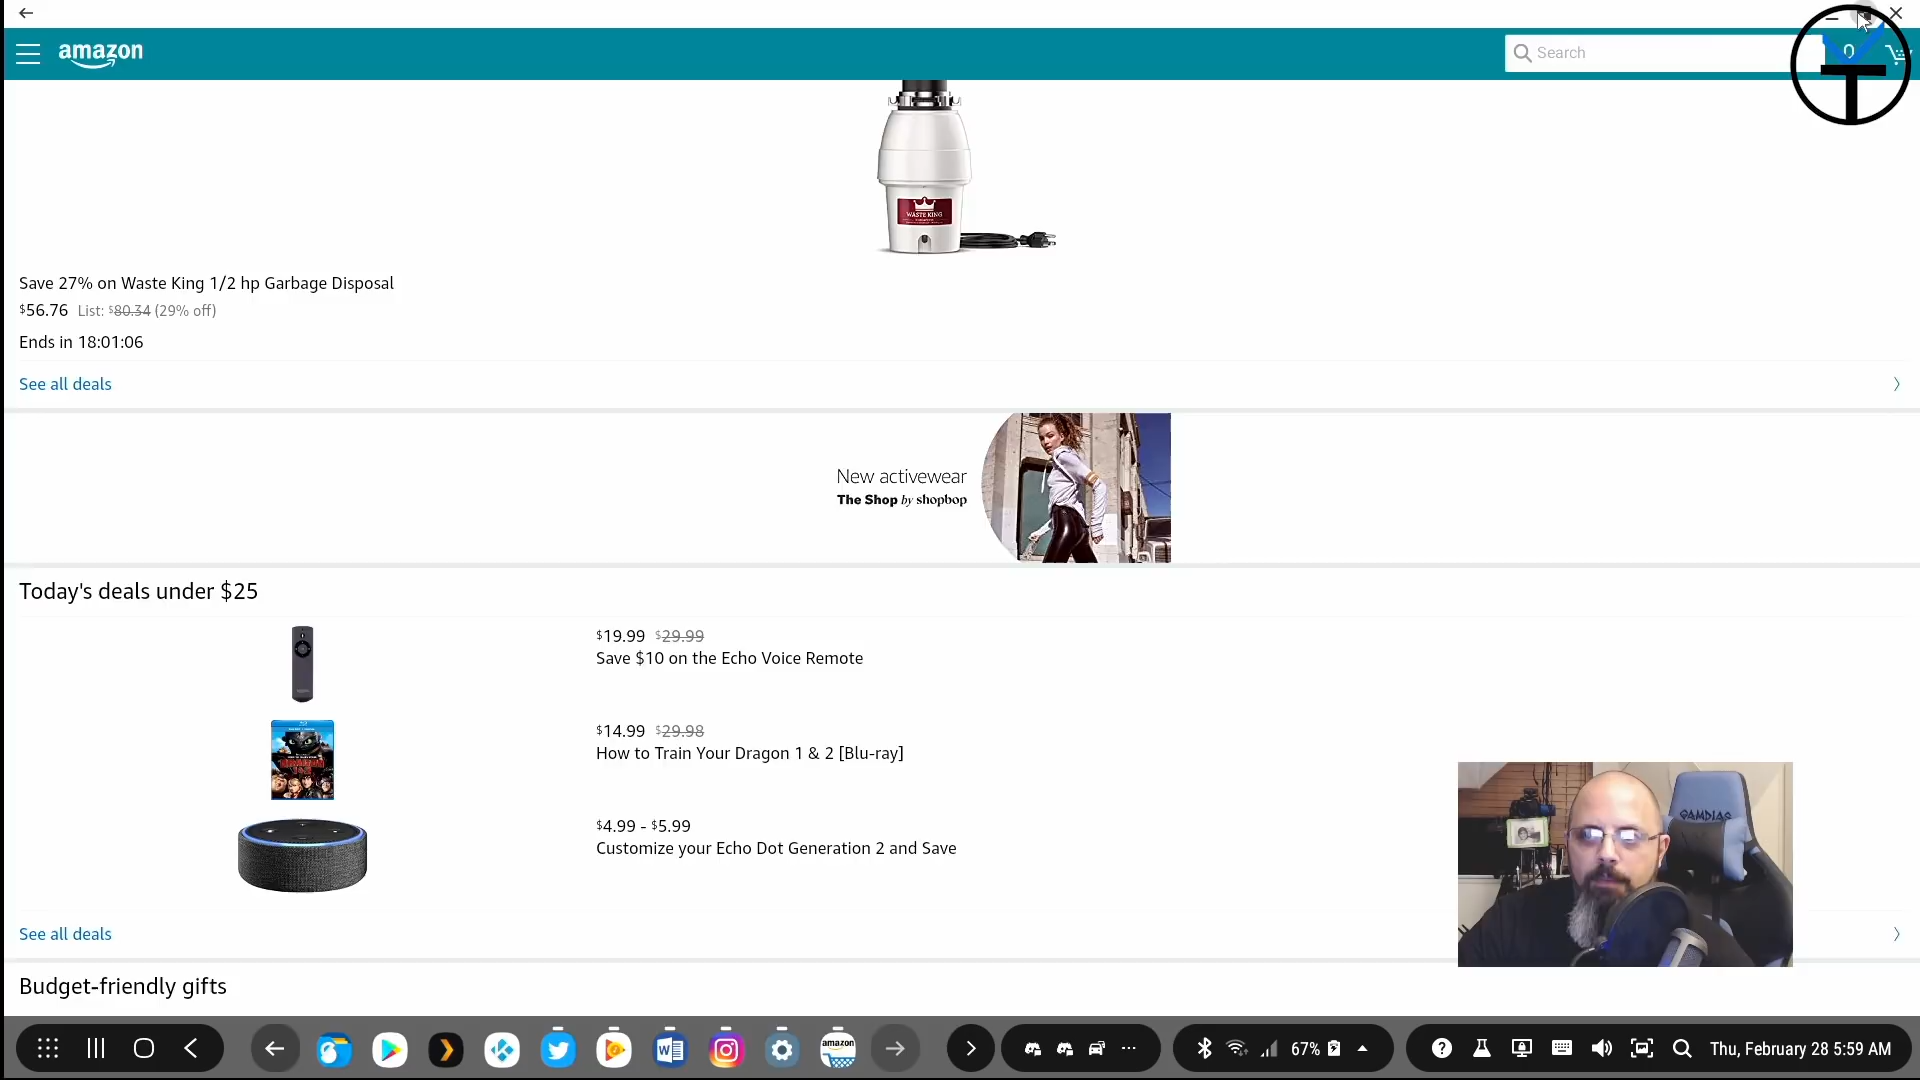 amazon
Search
0
WASTE KING
Save 27% on Waste King 1/2 hp Garbage Disposal
$56.76 List: $80.34 (29% off)
Ends in 18:01:06
See all deals
New activewear
The Shop by shopbop
Today's deals under $25
$19.99 $29.99
Save $10 on the Echo Voice Remote
$14.99 $29.98
How to Train Your Dragon 1 & 2 [Blu-ray]
$4.99 - $5.99
Customize your Echo Dot Generation 2 and Save
GAMDIAS
See all deals
Budget-friendly gifts
amazon
67%
Thu, February 28 5:59 AM